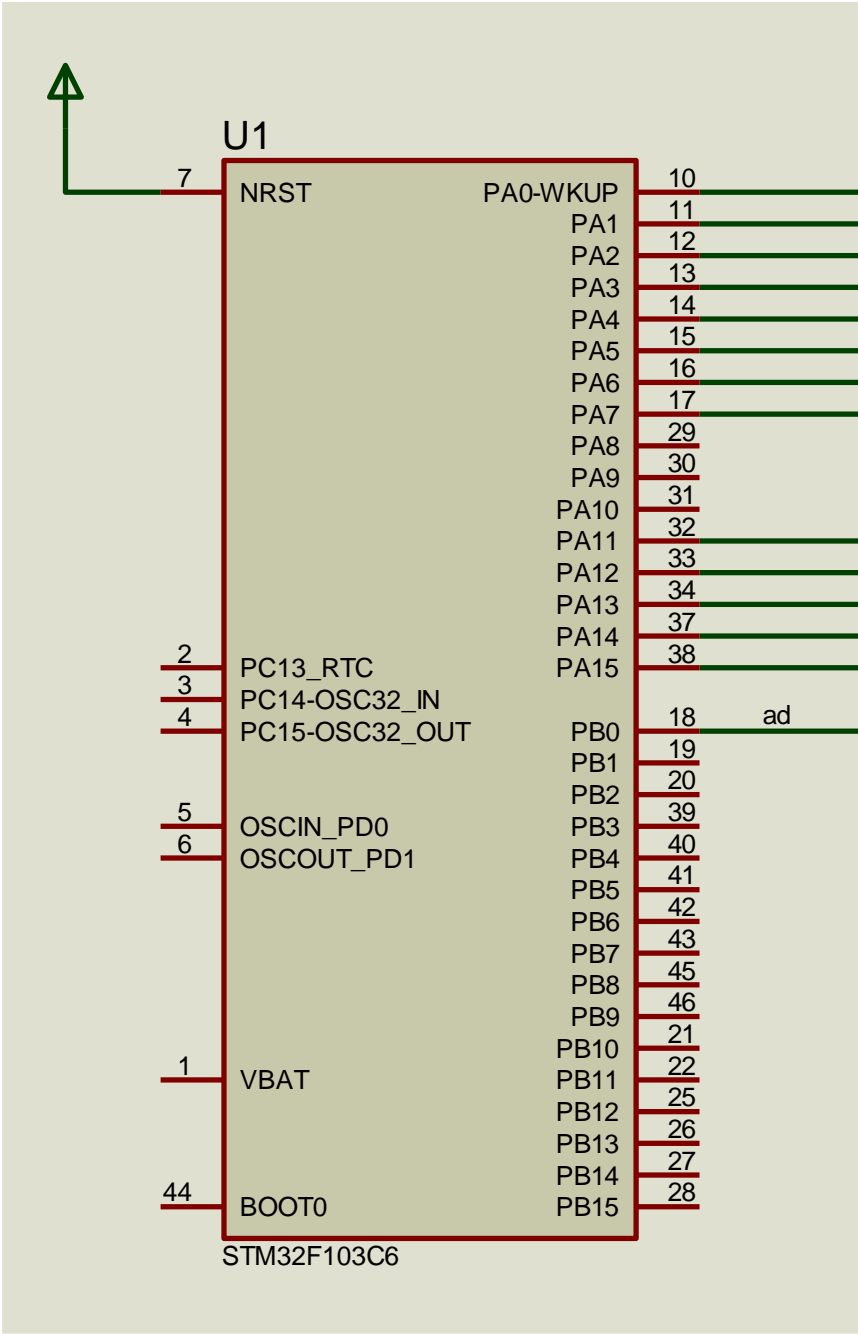 U1
7 NRST PA0-WKUP 10
PA1 11
PA2 12
PA3 13
PA4 14
PA5 15
PA6 16
PA7 17
PA8 29
PA9 30
PA10 31
PA11 32
PA12 33
PA13 34
PA14 37
2 PC13_RTC PA15 38
3 PC14-OSC32_IN
4 PC15-OSC32_OUT PB0 18 ad
PB1 19
PB2 20
5 OSCIN_PD0 PB3 39
6 OSCOUT_PD1 PB4 40
PB5 41
PB6 42
PB7 43
PB8 45
PB9 46
PB10 21
1 VBAT PB11 22
PB12 25
PB13 26
PB14 27
44 BOOT0 PB15 28
STM32F103C6